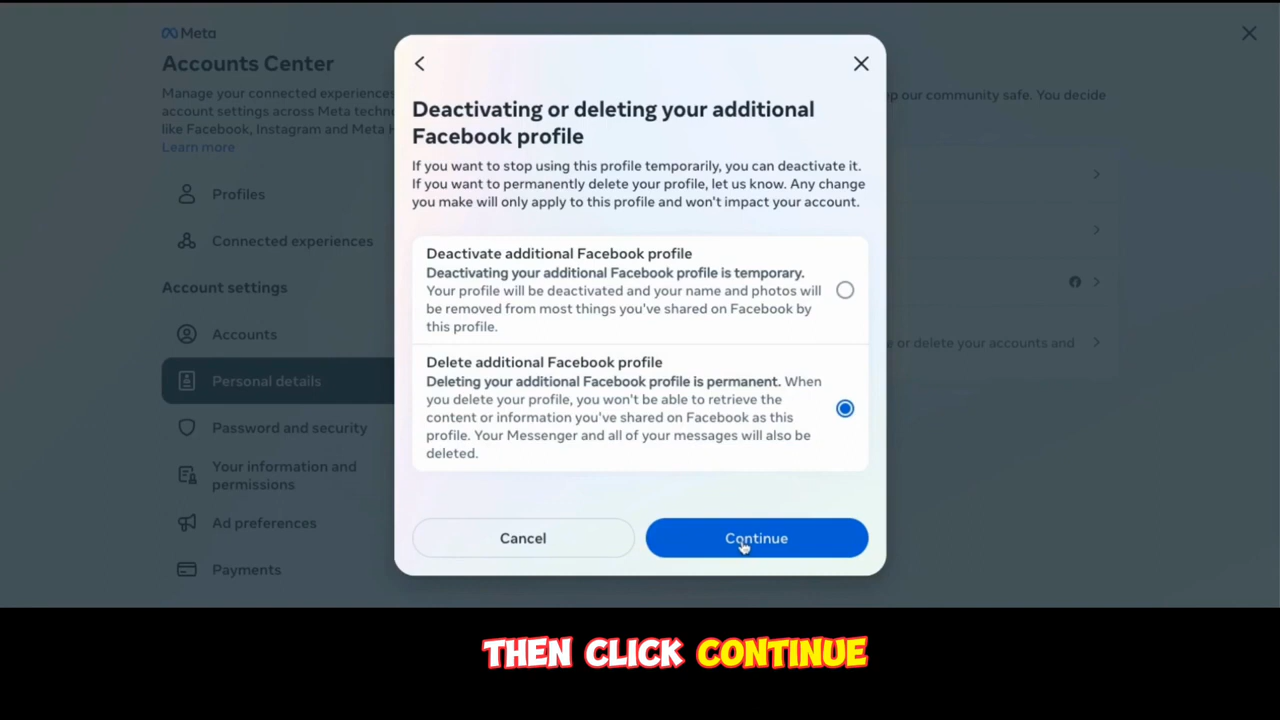 Meta
Accounts Center
Manage your connected experiences
account settings across Meta techn
like Facebook, Instagram and Meta H
Learn more
Profiles
Connected experiences
Account settings
Accounts
Personal details
Password and security
Your information and
permissions
Ad preferences
Payments
Deactivating or deleting your additional
Facebook profile
If you want to stop using this profile temporarily, you can deactivate it.
If you want to permanently delete your profile, let us know. Any change
you make will only apply to this profile and won't impact your account.
Deactivate additional Facebook profile
Deactivating your additional Facebook profile is temporary.
Your profile will be deactivated and your name and photos will
be removed from most things you've shared on Facebook by
this profile.
Delete additional Facebook profile
Deleting your additional Facebook profile is permanent. When
you delete your profile, you won't be able to retrieve the
content or information you've shared on Facebook as this
profile. Your Messenger and all of your messages will also be
deleted.
Cancel
Continue
p our community safe. You decide
e or delete your accounts and
THEN CLICK CONTINUE